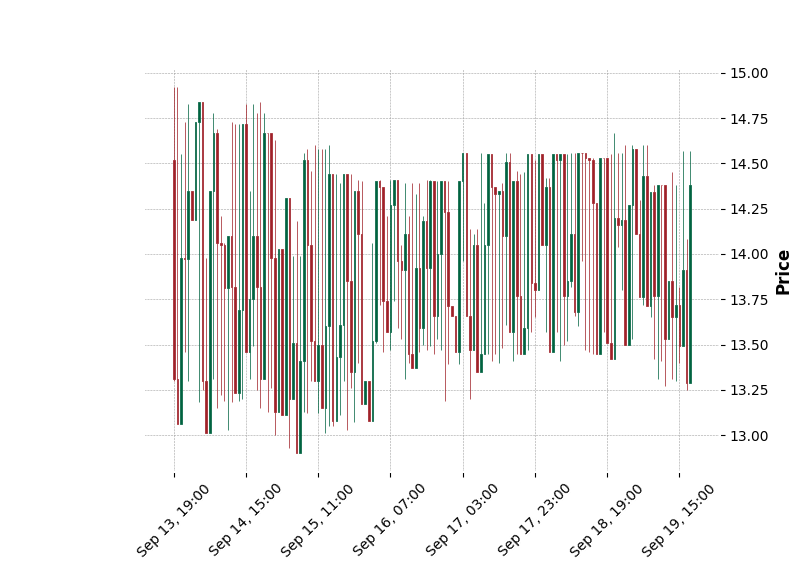 15.00
14.75
14.50
14.25
14.00
13.75
13.50
13.25
13.00
Price
Sep 13, 19:00
Sep 14, 15:00
Sep 15, 11:00
Sep 16, 07:00
Sep 17, 03:00
Sep 17, 23:00
Sep 18, 19:00
Sep 19, 15:00